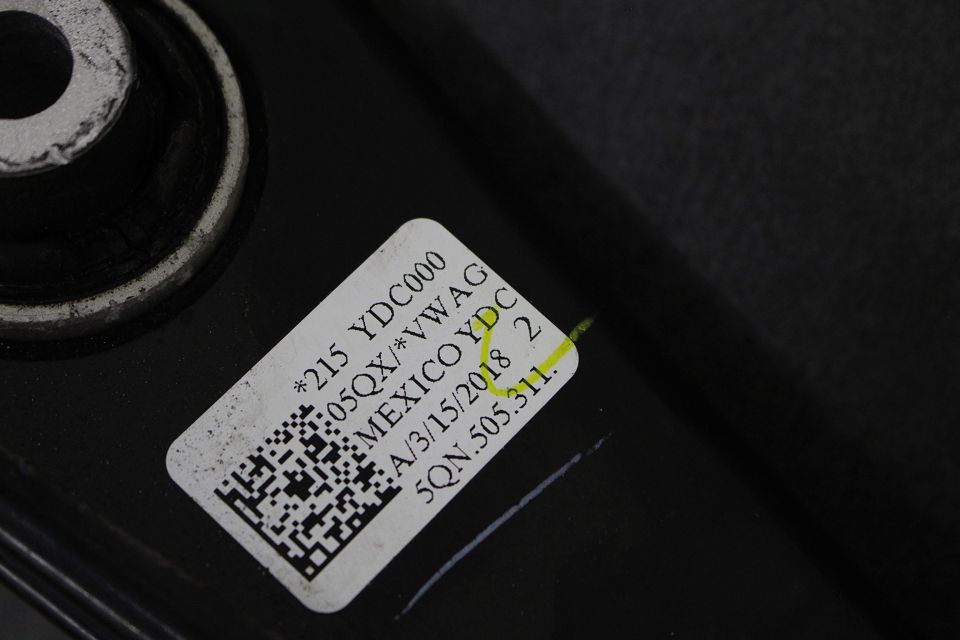 *215 YDC000
05QX/*VWAG
MEXICO YDC
A/3/15/2018 2
5QN.505.311